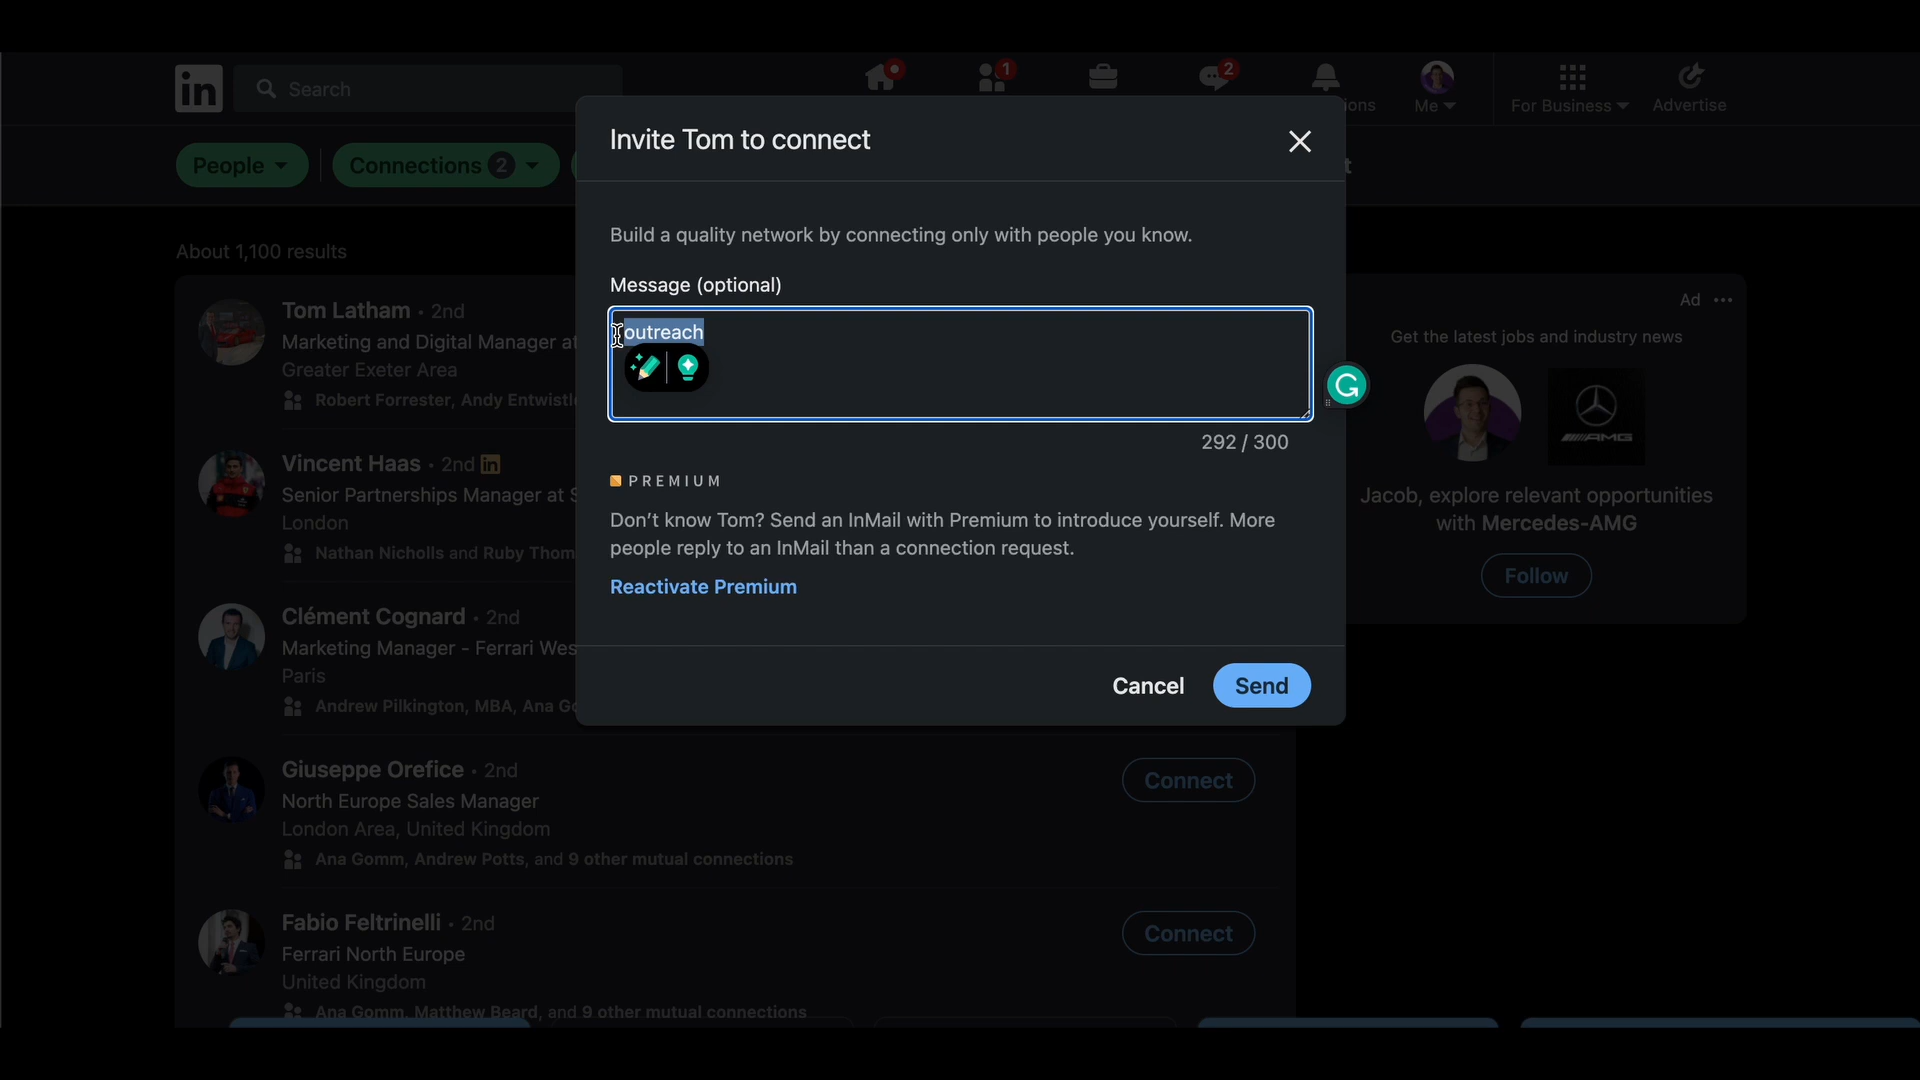 in
Search
1
2
ions
Me
For Business
Advertise
People
Connections 2
t
Invite Tom to connect
Build a quality network by connecting only with people you know.
Message (optional)
outreach
292 / 300
PREMIUM
Don't know Tom? Send an InMail with Premium to introduce yourself. More
people reply to an InMail than a connection request.
Reactivate Premium
Cancel
Send
About 1,100 results
Tom Latham · 2nd
Marketing and Digital Manager at
Greater Exeter Area
Robert Forrester, Andy Entwistl
Vincent Haas · 2nd in
Senior Partnerships Manager at S
London
Nathan Nicholls and Ruby Thom
Clément Cognard · 2nd
Marketing Manager - Ferrari Wes
Paris
Andrew Pilkington, MBA, Ana Go
Giuseppe Orefice · 2nd
North Europe Sales Manager
London Area, United Kingdom
Ana Gomm, Andrew Potts, and 9 other mutual connections
Connect
Fabio Feltrinelli · 2nd
Ferrari North Europe
United Kingdom
Ana Gomm, Matthew Beard, and 9 other mutual connections
Connect
Ad
Get the latest jobs and industry news
AMG
Jacob, explore relevant opportunities
with Mercedes-AMG
Follow